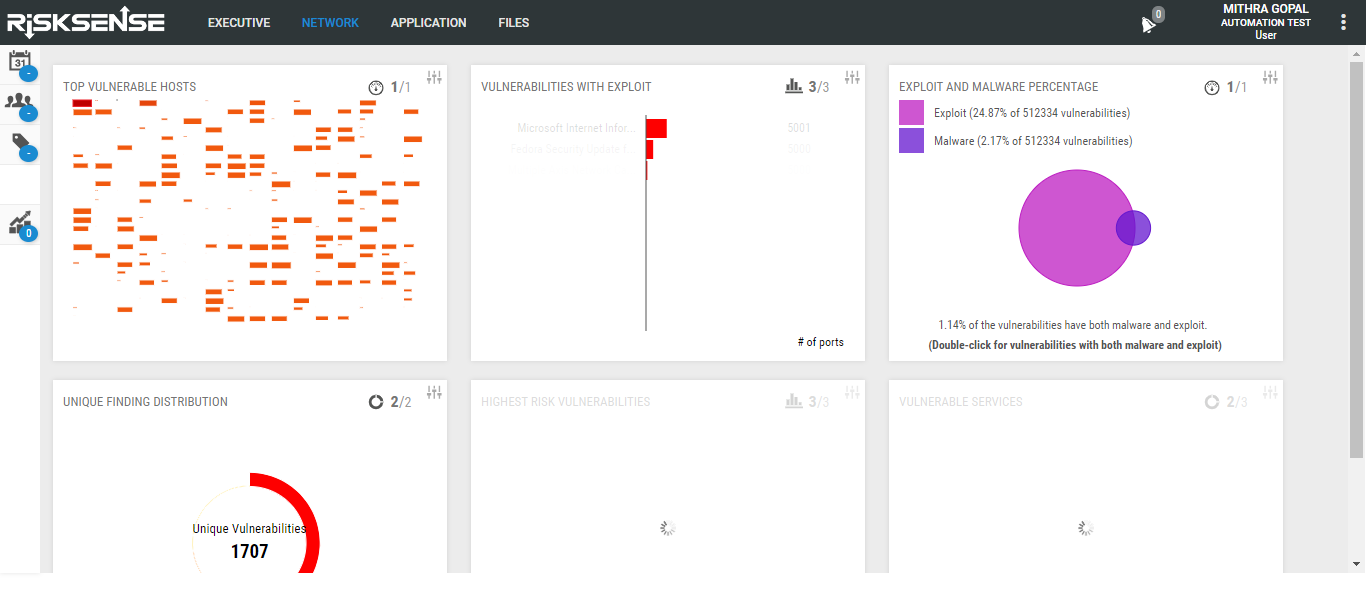 RiSKSENSE
EXECUTIVE
NETWORK
APPLICATION
FILES
0
MITHRA GOPAL
AUTOMATION TEST
User
31
-
-
-
0
TOP VULNERABLE HOSTS
1/1
VULNERABILITIES WITH EXPLOIT
3/3
Microsoft Internet Infor...
5001
Fedora Security Update f...
5000
# of ports
EXPLOIT AND MALWARE PERCENTAGE
1/1
Exploit (24.87% of 512334 vulnerabilities)
Malware (2.17% of 512334 vulnerabilities)
1.14% of the vulnerabilities have both malware and exploit.
(Double-click for vulnerabilities with both malware and exploit)
UNIQUE FINDING DISTRIBUTION
2/2
Unique Vulnerabilities
1707
HIGHEST RISK VULNERABILITIES
3/3
VULNERABLE SERVICES
2/3